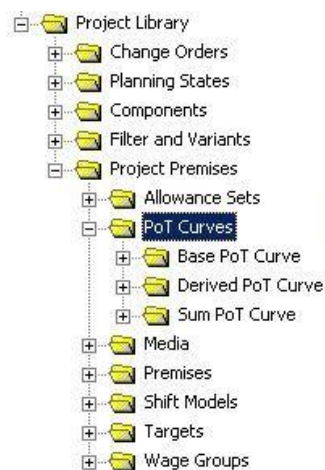 Project Library
Change Orders
Planning States
Components
Filter and Variants
Project Premises
Allowance Sets
PoT Curves
Base PoT Curve
Derived PoT Curve
Sum PoT Curve
Media
Premises
Shift Models
Targets
Wage Groups